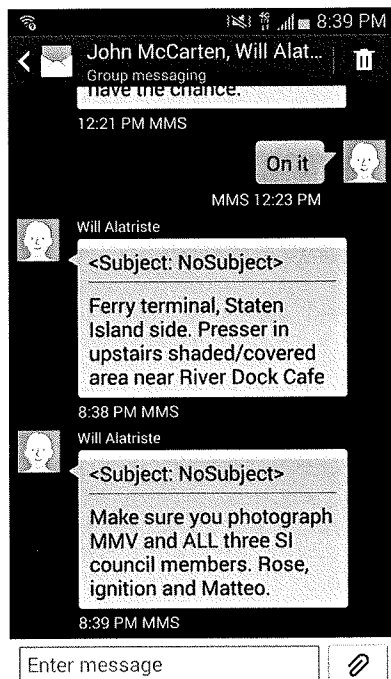 8:39 PM
John McCarten, Will Alat...
Group messaging
have the chance.
12:21 PM MMS
On it
MMS 12:23 PM
Will Alatriste
<Subject: NoSubject>
Ferry terminal, Staten
Island side. Presser in
upstairs shaded/covered
area near River Dock Cafe
8:38 PM MMS
Will Alatriste
<Subject: NoSubject>
Make sure you photograph
MMV and ALL three SI
council members. Rose,
ignition and Matteo.
8:39 PM MMS
Enter message